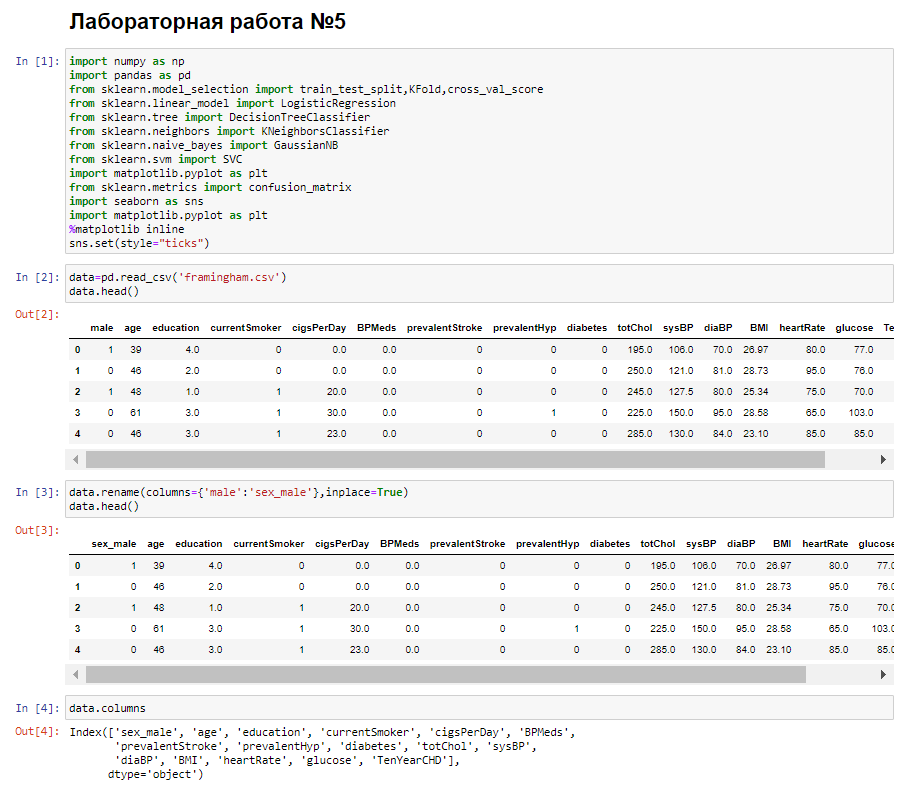 Лабораторная работа №5
In [1]: import numpy as np
import pandas as pd
from sklearn.model_selection import train_test_split,KFold,cross_val_score
from sklearn.linear_model import LogisticRegression
from sklearn.tree import DecisionTreeClassifier
from sklearn.neighbors import KNeighborsClassifier
from sklearn.naive_bayes import GaussianNB
from sklearn.svm import SVC
import matplotlib.pyplot as plt
from sklearn.metrics import confusion_matrix
import seaborn as sns
import matplotlib.pyplot as plt
%matplotlib inline
sns.set(style="ticks")
In [2]: data=pd.read_csv('framingham.csv')
data.head()
Out[2]:
male age education currentSmoker cigsPerDay BPMeds prevalentStroke prevalentHyp diabetes totChol sysBP diaBP BMI heartRate glucose Te
0 1 39 4.0 0 0.0 0.0 0 0 0 195.0 106.0 70.0 26.97 80.0 77.0
1 0 46 2.0 0 0.0 0.0 0 0 0 250.0 121.0 81.0 28.73 95.0 76.0
2 1 48 1.0 1 20.0 0.0 0 0 0 245.0 127.5 80.0 25.34 75.0 70.0
3 0 61 3.0 1 30.0 0.0 0 1 0 225.0 150.0 95.0 28.58 65.0 103.0
4 0 46 3.0 1 23.0 0.0 0 0 0 285.0 130.0 84.0 23.10 85.0 85.0
In [3]: data.rename(columns={'male':'sex_male'},inplace=True)
data.head()
Out[3]:
sex_male age education currentSmoker cigsPerDay BPMeds prevalentStroke prevalentHyp diabetes totChol sysBP diaBP BMI heartRate glucose
0 1 39 4.0 0 0.0 0.0 0 0 0 195.0 106.0 70.0 26.97 80.0 77.0
1 0 46 2.0 0 0.0 0.0 0 0 0 250.0 121.0 81.0 28.73 95.0 76.0
2 1 48 1.0 1 20.0 0.0 0 0 0 245.0 127.5 80.0 25.34 75.0 70.0
3 0 61 3.0 1 30.0 0.0 0 1 0 225.0 150.0 95.0 28.58 65.0 103.0
4 0 46 3.0 1 23.0 0.0 0 0 0 285.0 130.0 84.0 23.10 85.0 85.0
In [4]: data.columns
Out[4]: Index(['sex_male', 'age', 'education', 'currentSmoker', 'cigsPerDay', 'BPMeds',
'prevalentStroke', 'prevalentHyp', 'diabetes', 'totChol', 'sysBP',
'diaBP', 'BMI', 'heartRate', 'glucose', 'TenYearCHD'],
dtype='object')